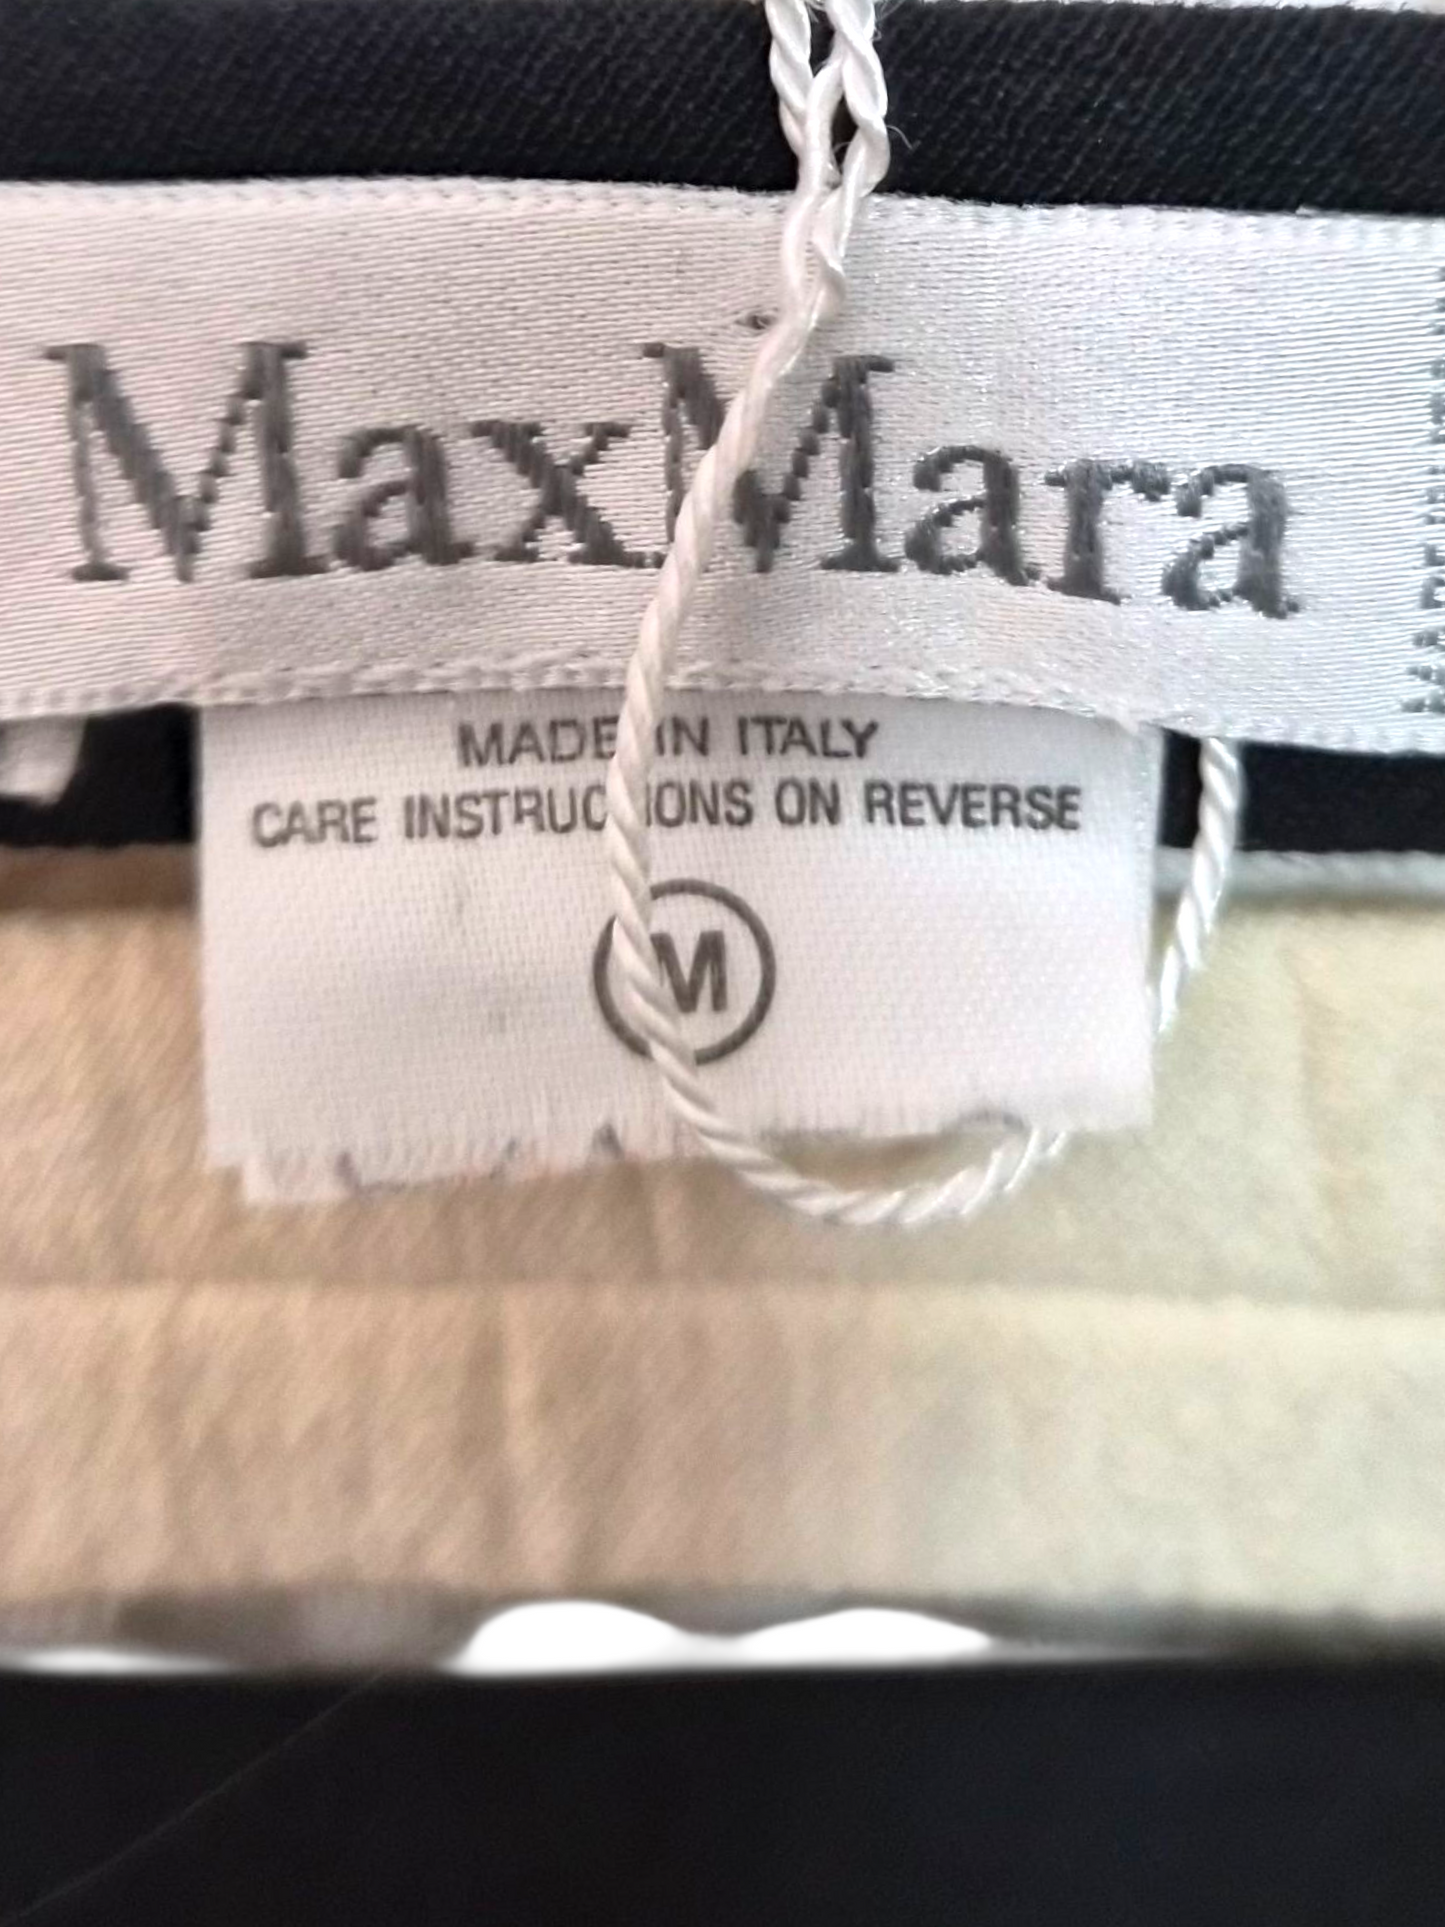 MaxMara
MADE IN ITALY
CARE INSTRUCTIONS ON REVERSE
M